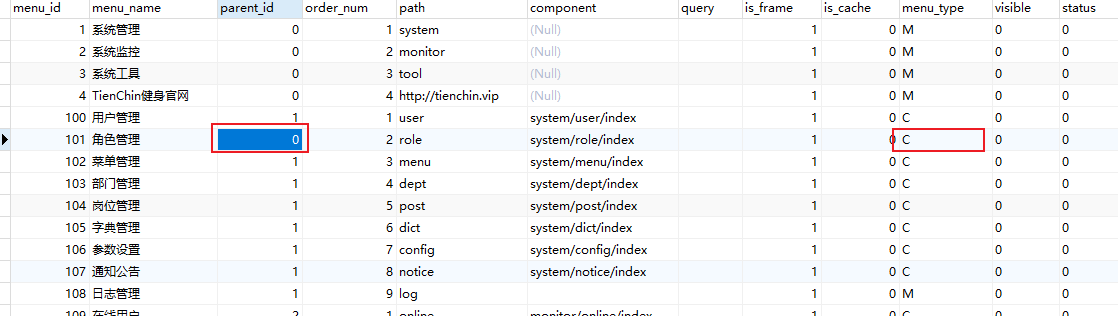 menu_id menu_name parent_id order_num path component query is_frame is_cache menu_type visible status
1 系统管理 0 1 system (Null) 1 0 M 0 0
2 系统监控 0 2 monitor (Null) 1 0 M 0 0
3 系统工具 0 3 tool (Null) 1 0 M 0 0
4 TienChin健身官网 0 4 http://tienchin.vip (Null) 1 0 M 0 0
100 用户管理 1 1 user system/user/index 1 0 C 0 0
101 角色管理 0 2 role system/role/index 1 0 C 0 0
102 菜单管理 1 3 menu system/menu/index 1 0 C 0 0
103 部门管理 1 4 dept system/dept/index 1 0 C 0 0
104 岗位管理 1 5 post system/post/index 1 0 C 0 0
105 字典管理 1 6 dict system/dict/index 1 0 C 0 0
106 参数设置 1 7 config system/config/index 1 0 C 0 0
107 通知公告 1 8 notice system/notice/index 1 0 C 0 0
108 日志管理 1 9 log 1 0 M 0 0
109 在线用户 2 1 online monitor/online/index 1 0 C 0 0